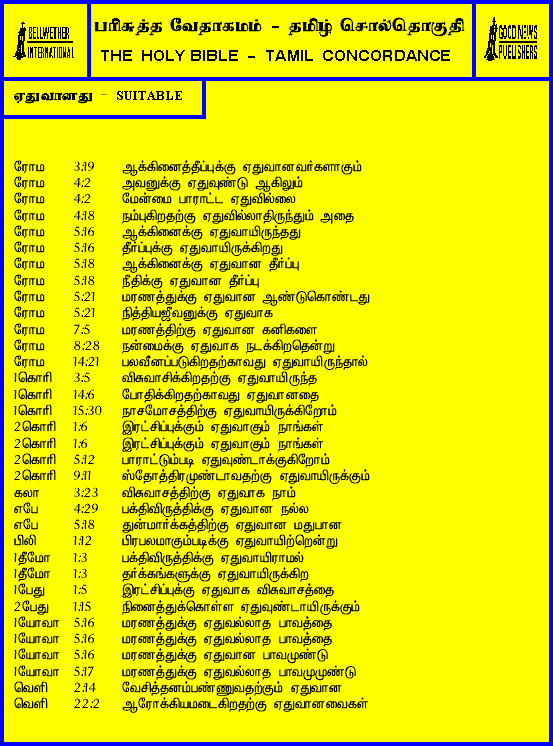 BELLWETHER INTERNATIONAL
பரிசுத்த வேதாகமம் - தமிழ் சொல்தொகுதி
THE HOLY BIBLE - TAMIL CONCORDANCE
GOOD NEWS PUBLISHERS
ஏதுவானது - SUITABLE
ரோம 3:19 ஆக்கினைத்தீப்புக்கு ஏதுவானவர்களாகும்
ரோம 4:2 அவனுக்கு ஏதுவுண்டு ஆகிலும்
ரோம 4:2 மேன்மை பாராட்ட ஏதுவில்லை
ரோம 4:18 நம்புகிறதற்கு ஏதுவில்லாதிருந்தும் அதை
ரோம 5:16 ஆக்கினைக்கு ஏதுவாயிருந்தது
ரோம 5:16 தீர்ப்புக்கு ஏதுவாயிருக்கிறது
ரோம 5:18 ஆக்கினைக்கு ஏதுவான தீர்ப்பு
ரோம 5:18 நீதிக்கு ஏதுவான தீர்ப்பு
ரோம 5:21 மரணத்துக்கு ஏதுவான ஆண்டுகொண்டது
ரோம 5:21 நித்தியஜீவனுக்கு ஏதுவாக
ரோம 7:5 மரணத்திற்கு ஏதுவான கனிகளை
ரோம 8:28 நன்மைக்கு ஏதுவாக நடக்கிறதென்று
ரோம 14:21 பலவீனப்படுகிறதற்காவது ஏதுவாயிருந்தால்
1கொரி 3:5 விசுவாசிக்கிறதற்கு ஏதுவாயிருந்த
1கொரி 14:6 போதிக்கிறதற்காவது ஏதுவானதை
1கொரி 15:30 நாசமோசத்திற்கு ஏதுவாயிருக்கிறோம்
2கொரி 1:6 இரட்சிப்புக்கும் ஏதுவாகும் நாங்கள்
2கொரி 1:6 இரட்சிப்புக்கும் ஏதுவாகும் நாங்கள்
2கொரி 5:12 பாராட்டும்படி ஏதுவுண்டாக்குகிறோம்
2கொரி 9:11 ஸ்தோத்திரமுண்டாவதற்கு ஏதுவாயிருக்கும்
கலா 3:23 விசுவாசத்திற்கு ஏதுவாக நாம்
எபே 4:29 பக்திவிருத்திக்கு ஏதுவான நல்ல
எபே 5:18 துன்மார்க்கத்திற்கு ஏதுவான மதுபான
பிலி 1:12 பிரபலமாகும்படிக்கு ஏதுவாயிற்றென்று
1தீமோ 1:3 பக்திவிருத்திக்கு ஏதுவாயிராமல்
1தீமோ 1:3 தர்க்கங்களுக்கு ஏதுவாயிருக்கிற
1பேது 1:5 இரட்சிப்புக்கு ஏதுவாக விசுவாசத்தை
2பேது 1:15 நினைத்துக்கொள்ள ஏதுவுண்டாயிருக்கும்
1யோவா 5:16 மரணத்துக்கு ஏதுவல்லாத பாவத்தை
1யோவா 5:16 மரணத்துக்கு ஏதுவல்லாத பாவத்தை
1யோவா 5:16 மரணத்துக்கு ஏதுவான பாவமுண்டு
1யோவா 5:17 மரணத்துக்கு ஏதுவல்லாத பாவமுமுண்டு
வெளி 2:14 வேசித்தனம்பண்ணுவதற்கும் ஏதுவான
வெளி 22:2 ஆரோக்கியமடைகிறதற்கு ஏதுவானவைகள்